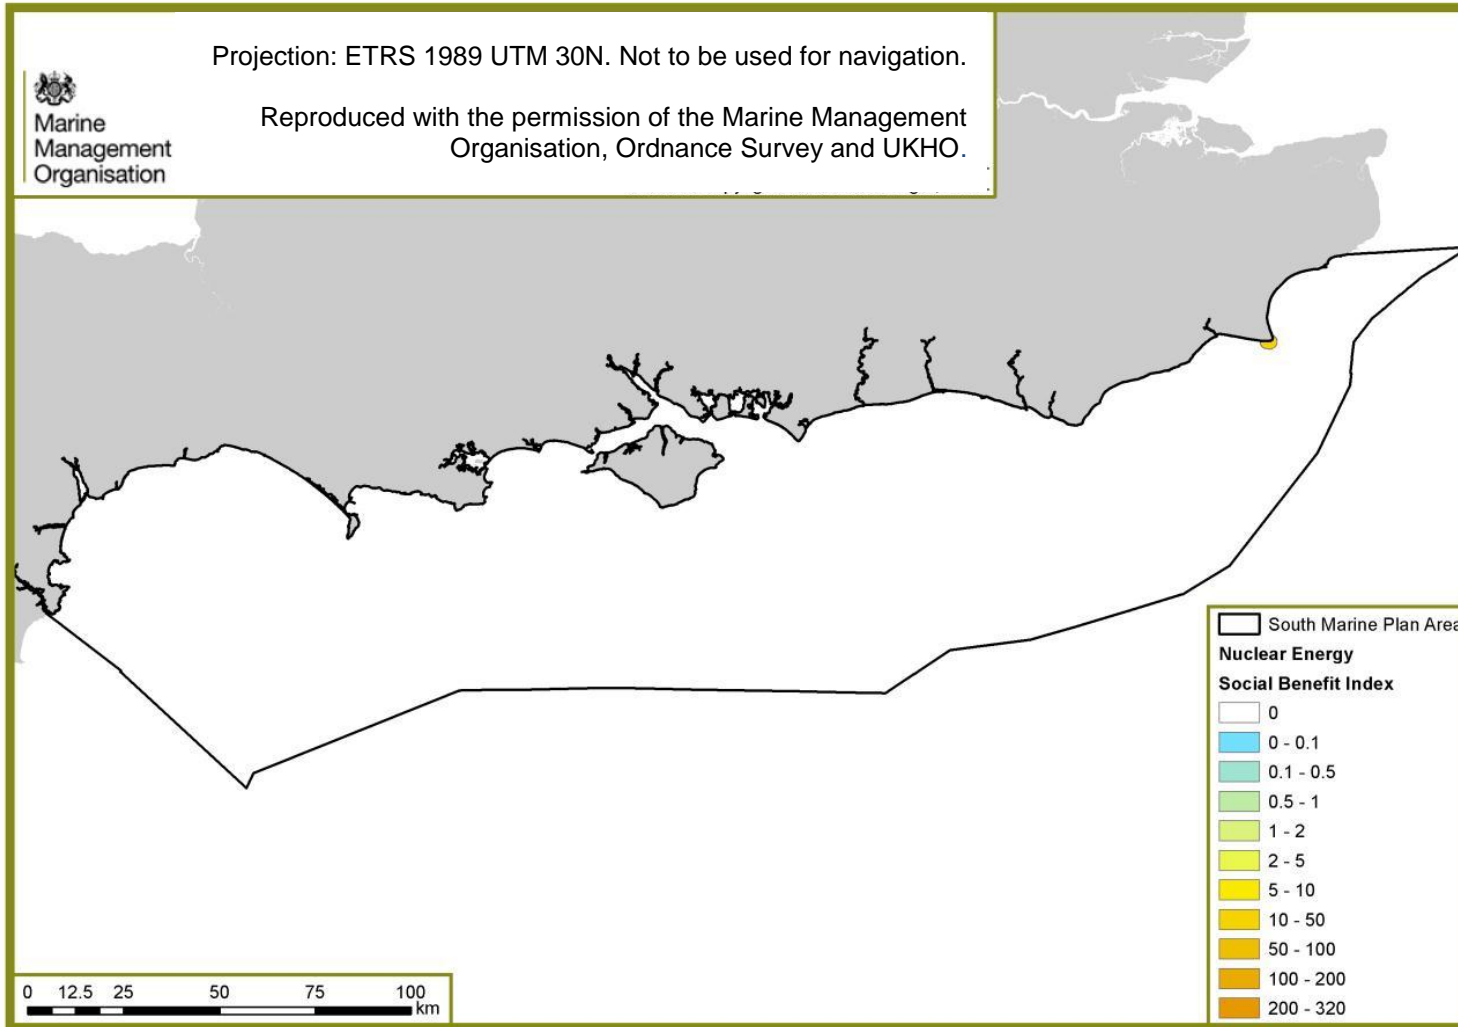 Projection: ETRS 1989 UTM 30N. Not to be used for navigation.
Marine
Management
Organisation
Reproduced with the permission of the Marine Management
Organisation, Ordnance Survey and UKHO.
South Marine Plan Area
Nuclear Energy
Social Benefit Index
0
0 - 0.1
0.1 - 0.5
0.5 - 1
1 - 2
2 - 5
5 - 10
10 - 50
50 - 100
100 - 200
200 - 320
0 12.5 25 50 75 100
km